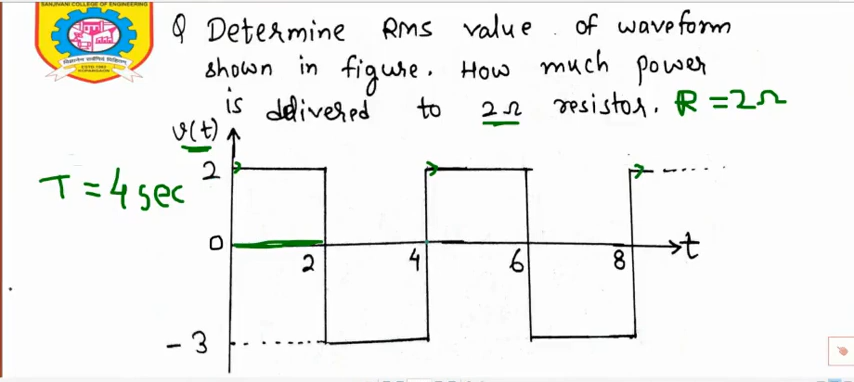 SANJIVANI COLLEGE OF ENGINEERING
Q Determine RMS value of waveform
shown in figure. How much power
is delivered to 2Ω resistor. R = 2Ω
v(t)
2
T = 4 sec
0
2
4
6
8
t
- 3